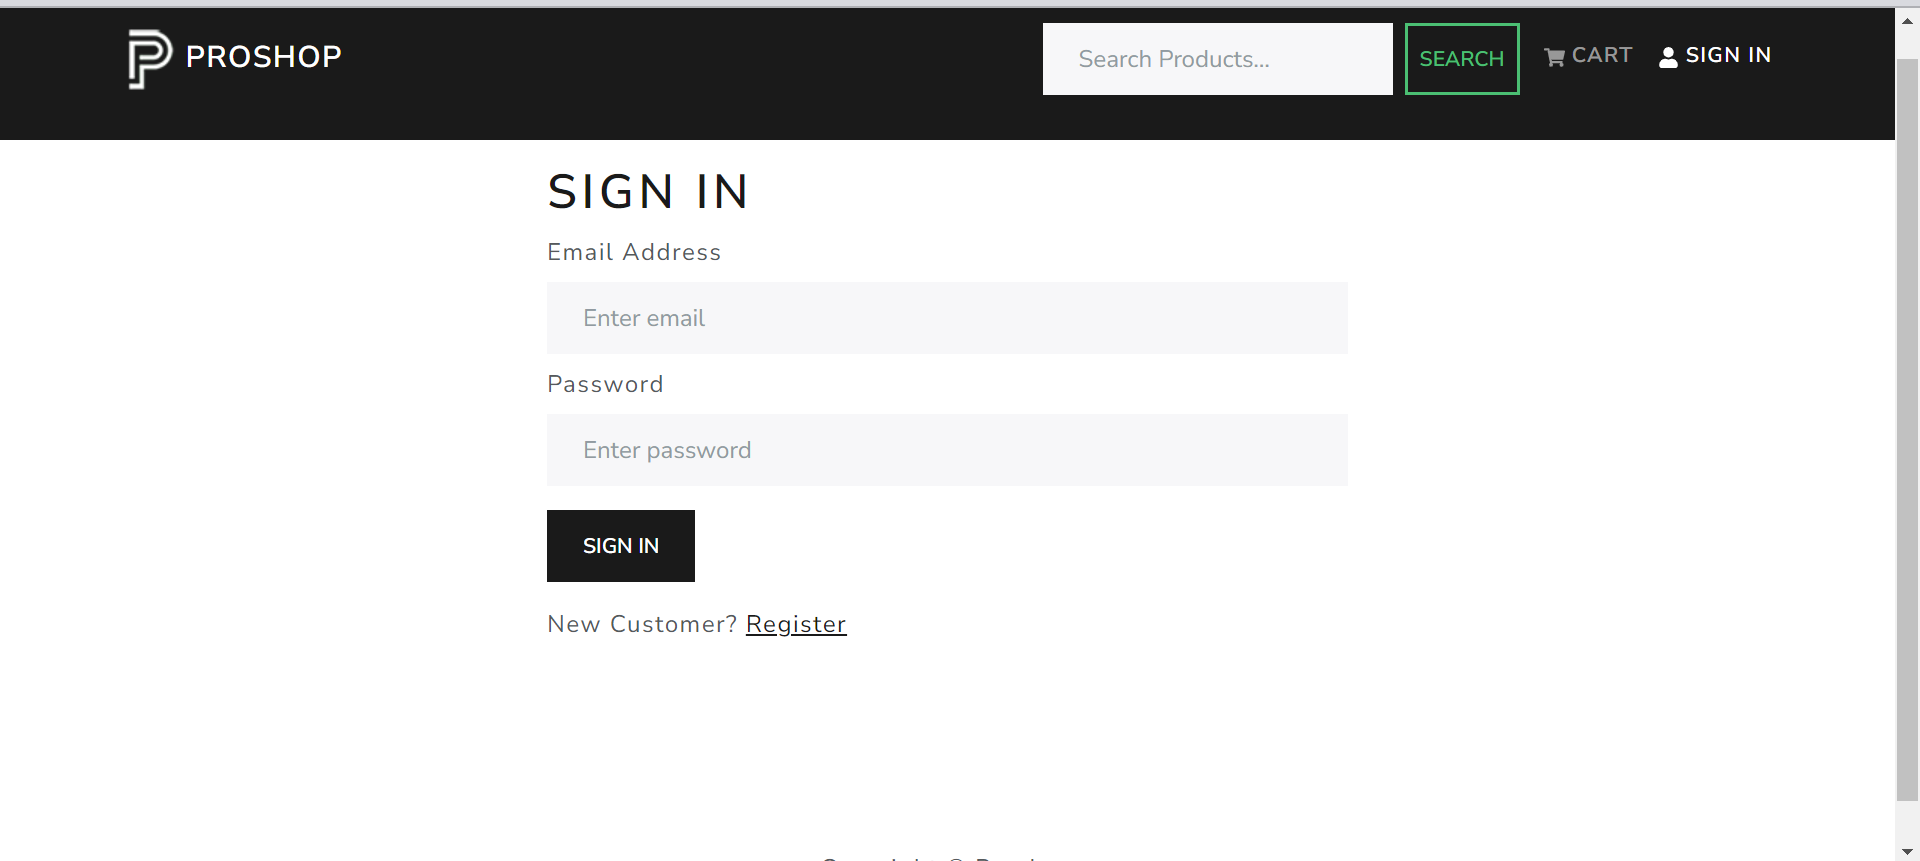 PROSHOP
Search Products...
SEARCH
CART
SIGN IN
SIGN IN
Email Address
Enter email
Password
Enter password
SIGN IN
New Customer? Register